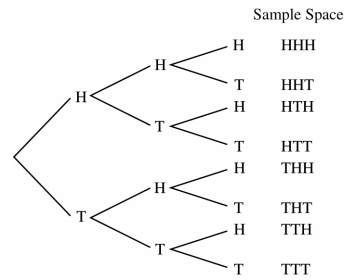 Sample Space
H HHH
H
T HHT
H
H HTH
T
T HTT
H THH
H
T THT
T
H TTH
T
T TTT